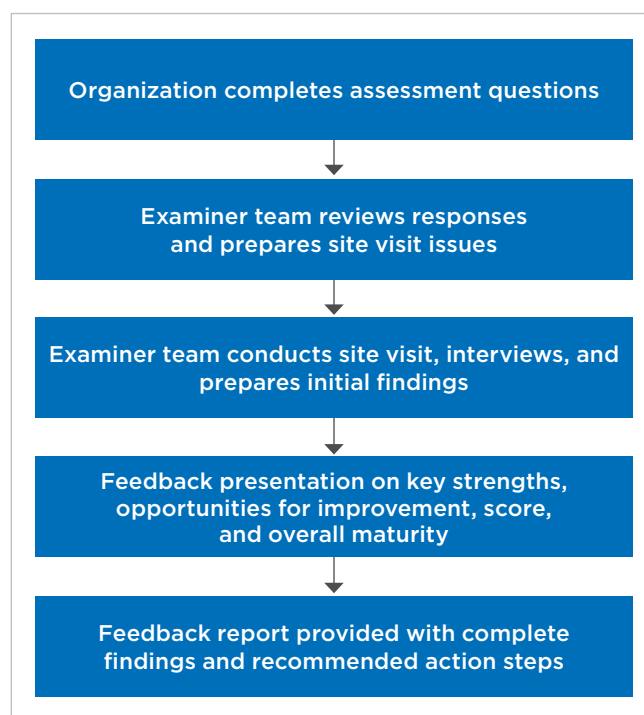 Organization completes assessment questions
Examiner team reviews responses
and prepares site visit issues
Examiner team conducts site visit, interviews, and
prepares initial findings
Feedback presentation on key strengths,
opportunities for improvement, score,
and overall maturity
Feedback report provided with complete
findings and recommended action steps